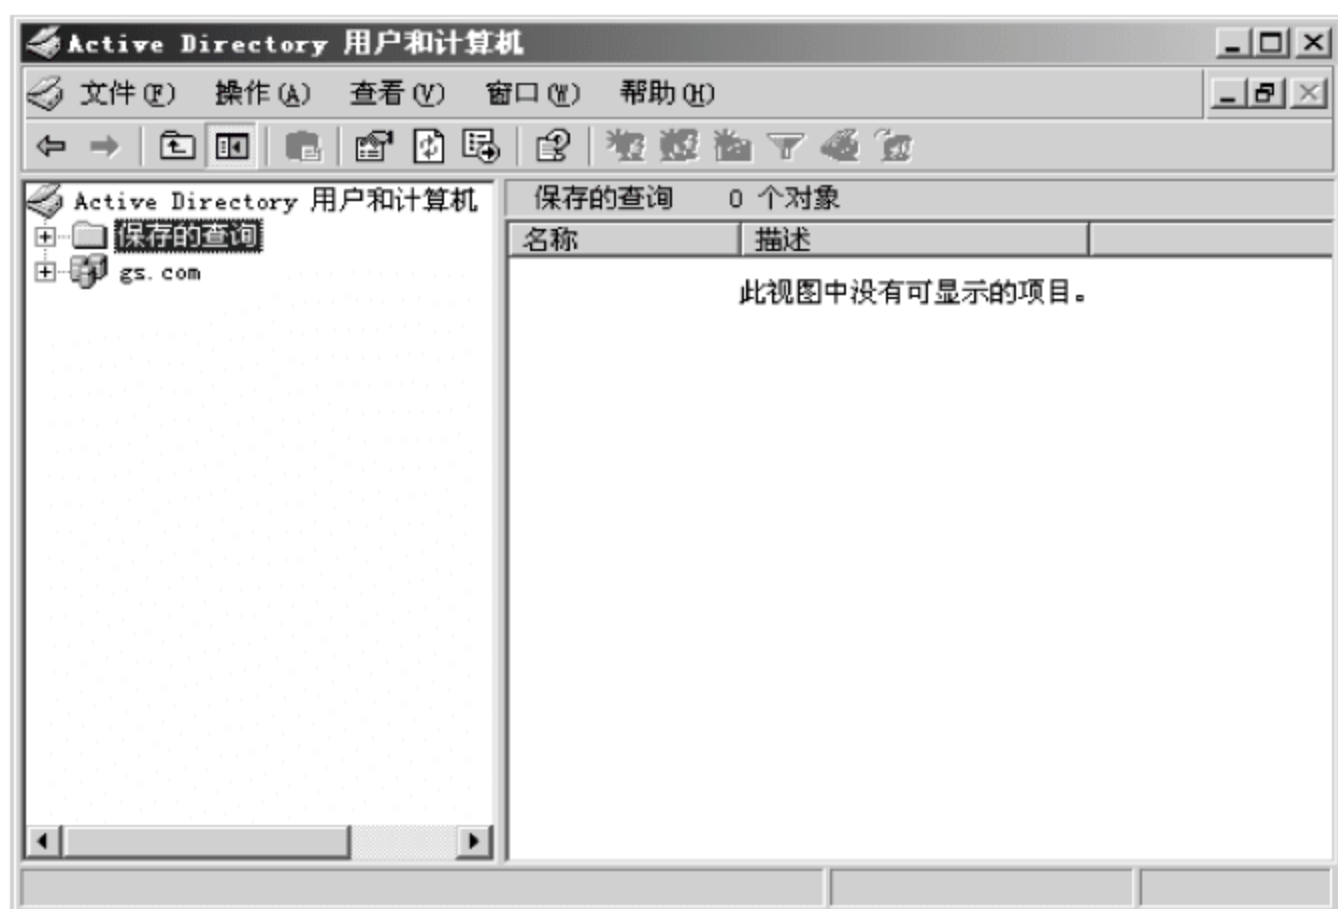 Active Directory 用户和计算机
文件(F) 操作(A) 查看(V) 窗口(W) 帮助(H)
Active Directory 用户和计算机
保存的查询
gs.com
保存的查询 0 个对象
名称 描述
此视图中没有可显示的项目。